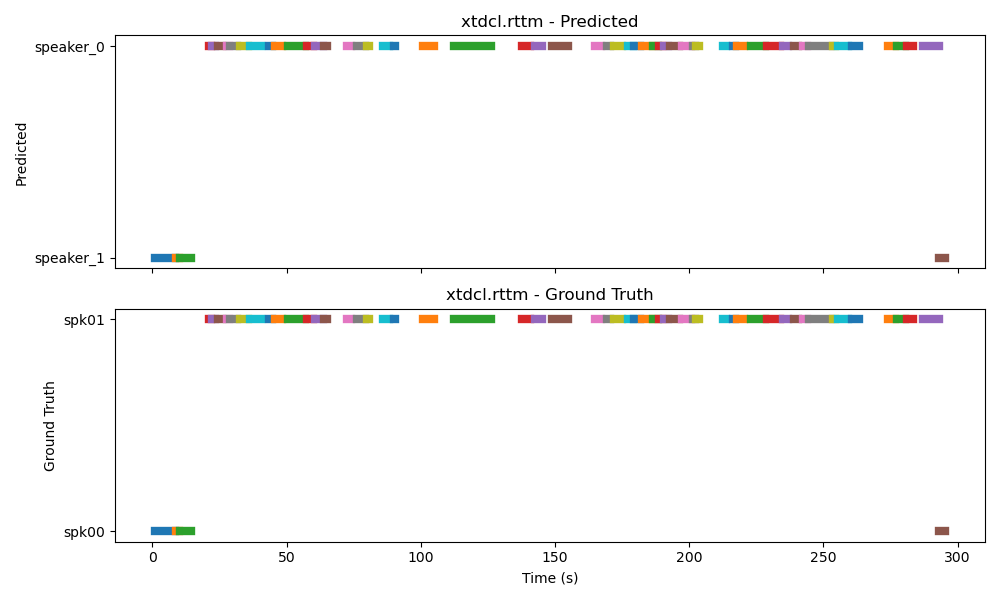 xtdcl.rttm - Predicted
speaker_0
Predicted
speaker_1
xtdcl.rttm - Ground Truth
spk01
Ground Truth
spk00
0 50 100 150 200 250 300
Time (s)